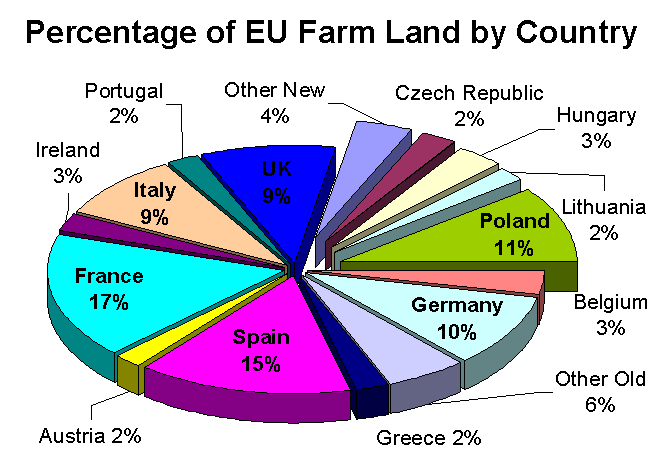 Percentage of EU Farm Land by Country
Portugal
2%
Other New
4%
Czech Republic
2%
Hungary
3%
Ireland
3%
Italy
9%
UK
9%
Lithuania
2%
Poland
11%
France
17%
Belgium
3%
Germany
10%
Spain
15%
Other Old
6%
Austria 2%
Greece 2%